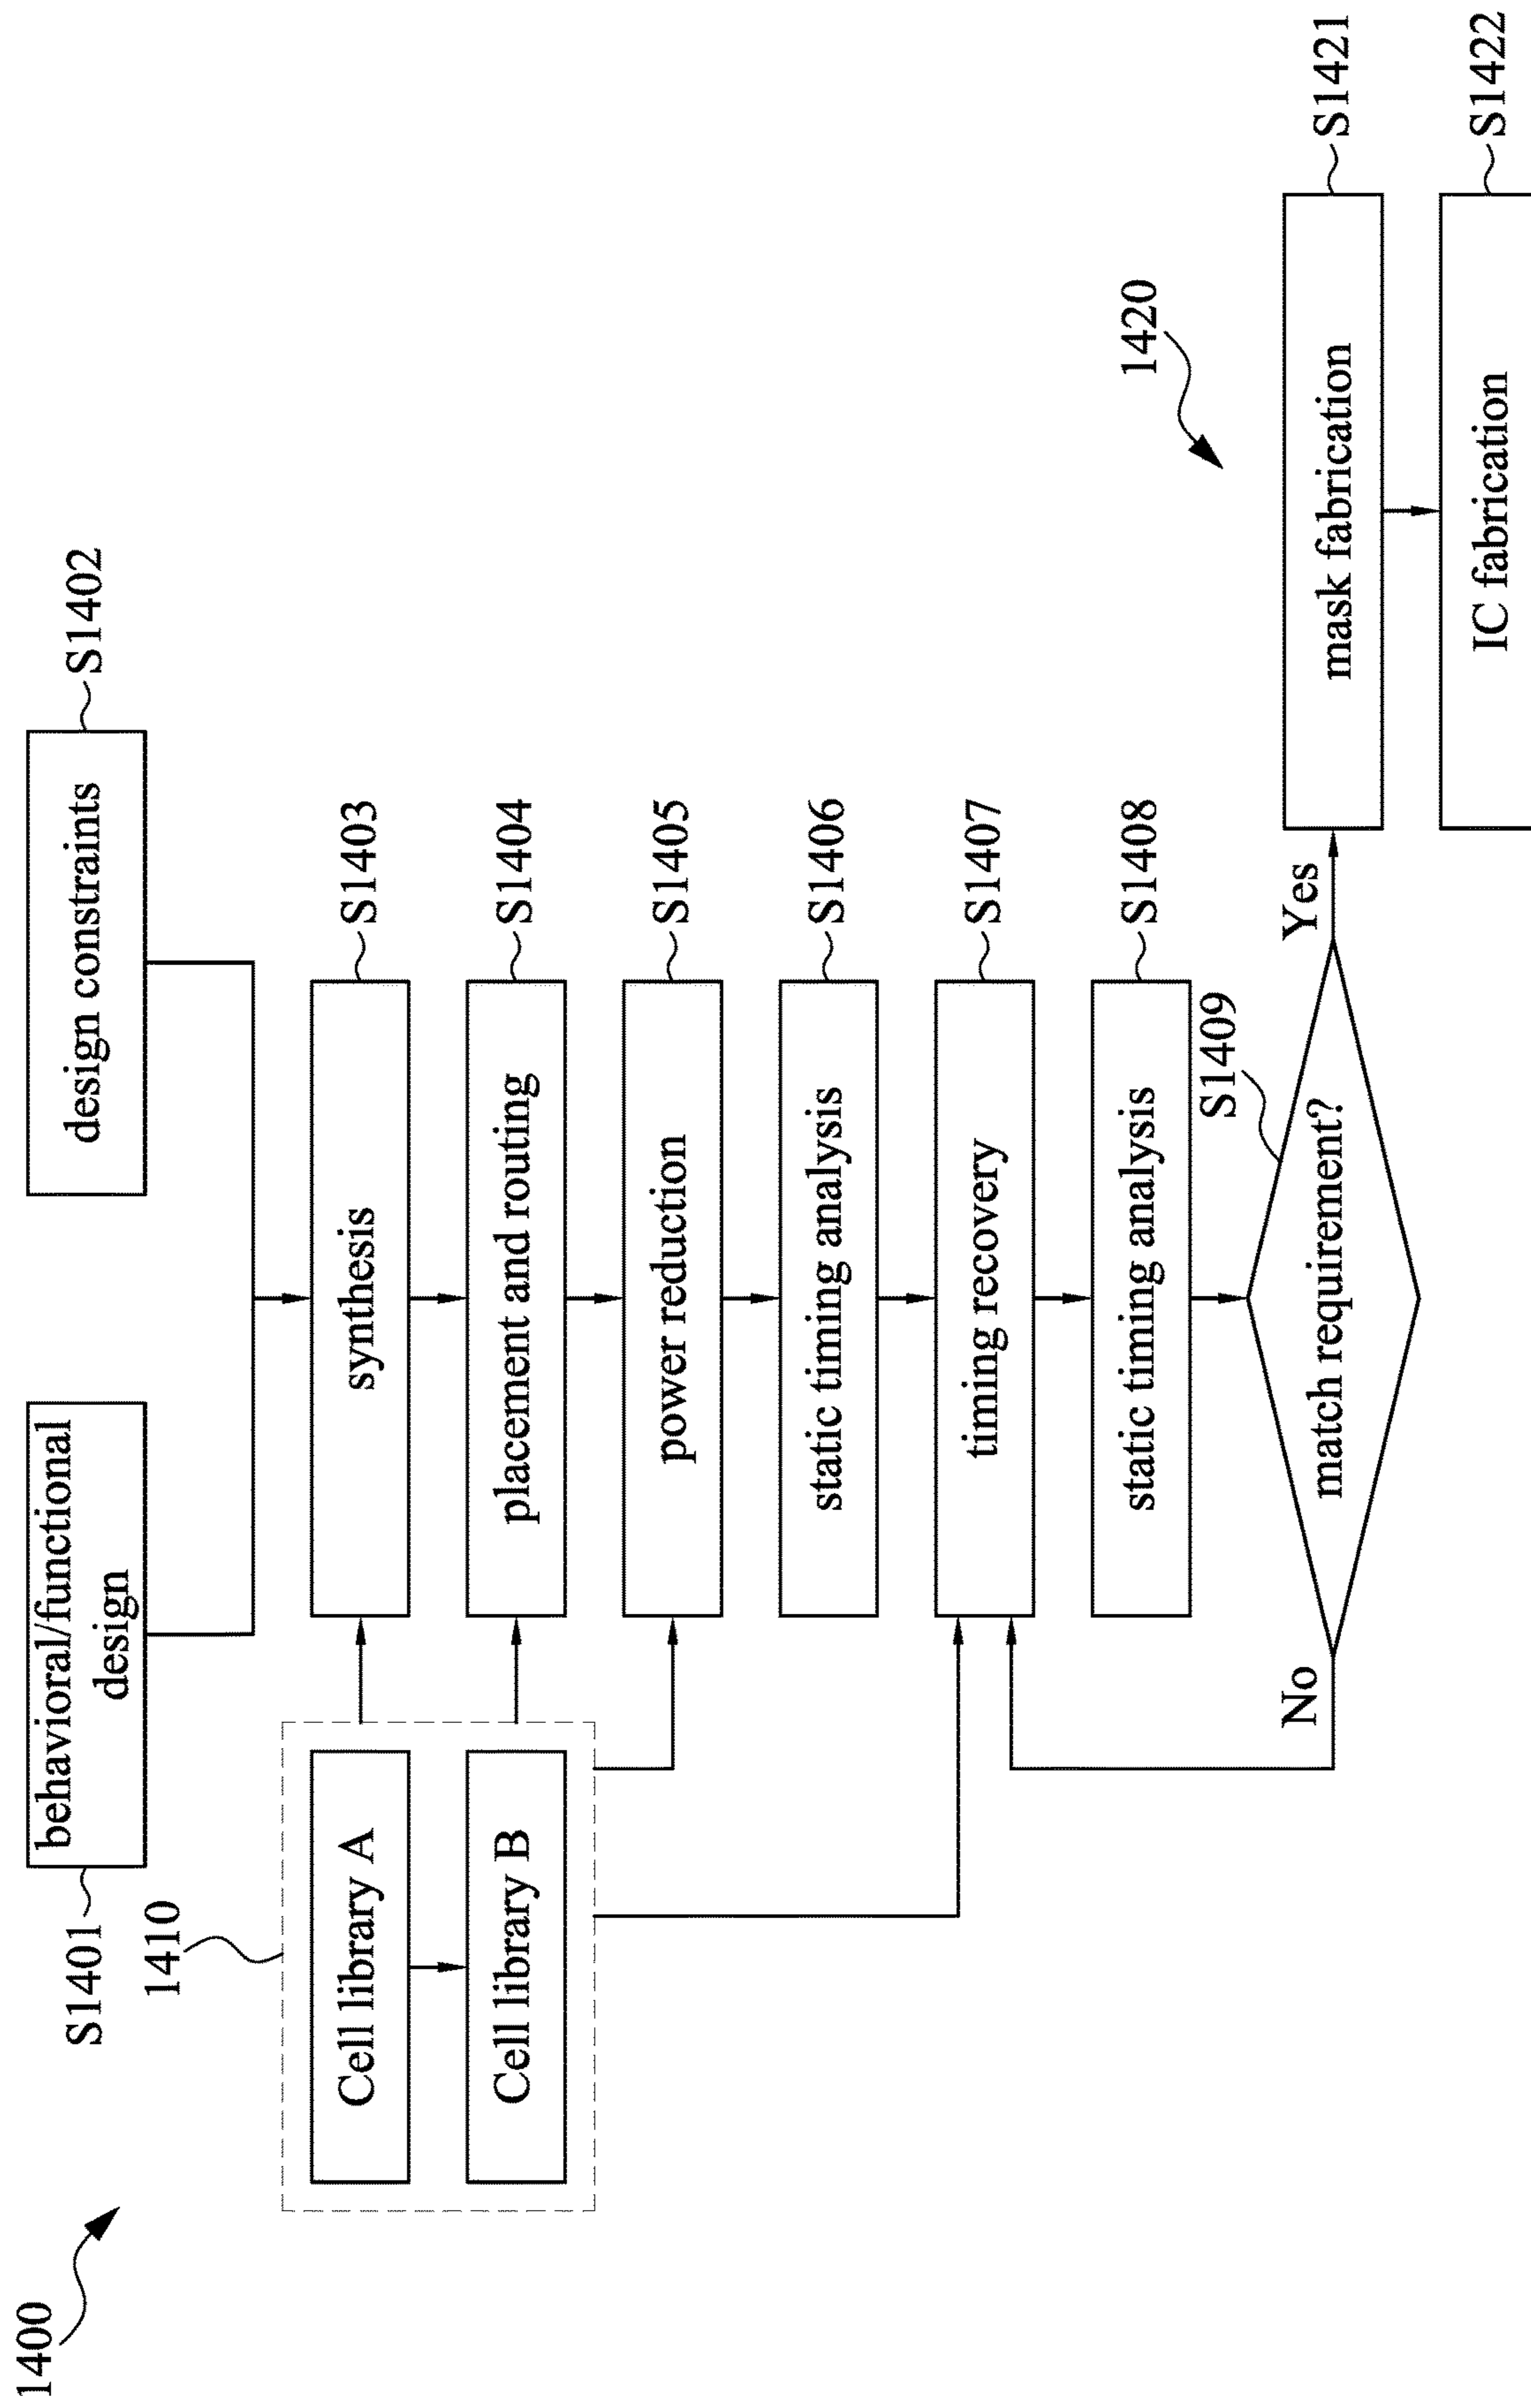 1400
S1401
behavioral/functional
design
design constraints
S1402
1410
Cell library A
Cell library B
synthesis
S1403
placement and routing
S1404
power reduction
S1405
static timing analysis
S1406
timing recovery
S1407
static timing analysis
S1408
S1409
match requirement?
No
Yes
1420
mask fabrication
S1421
IC fabrication
S1422